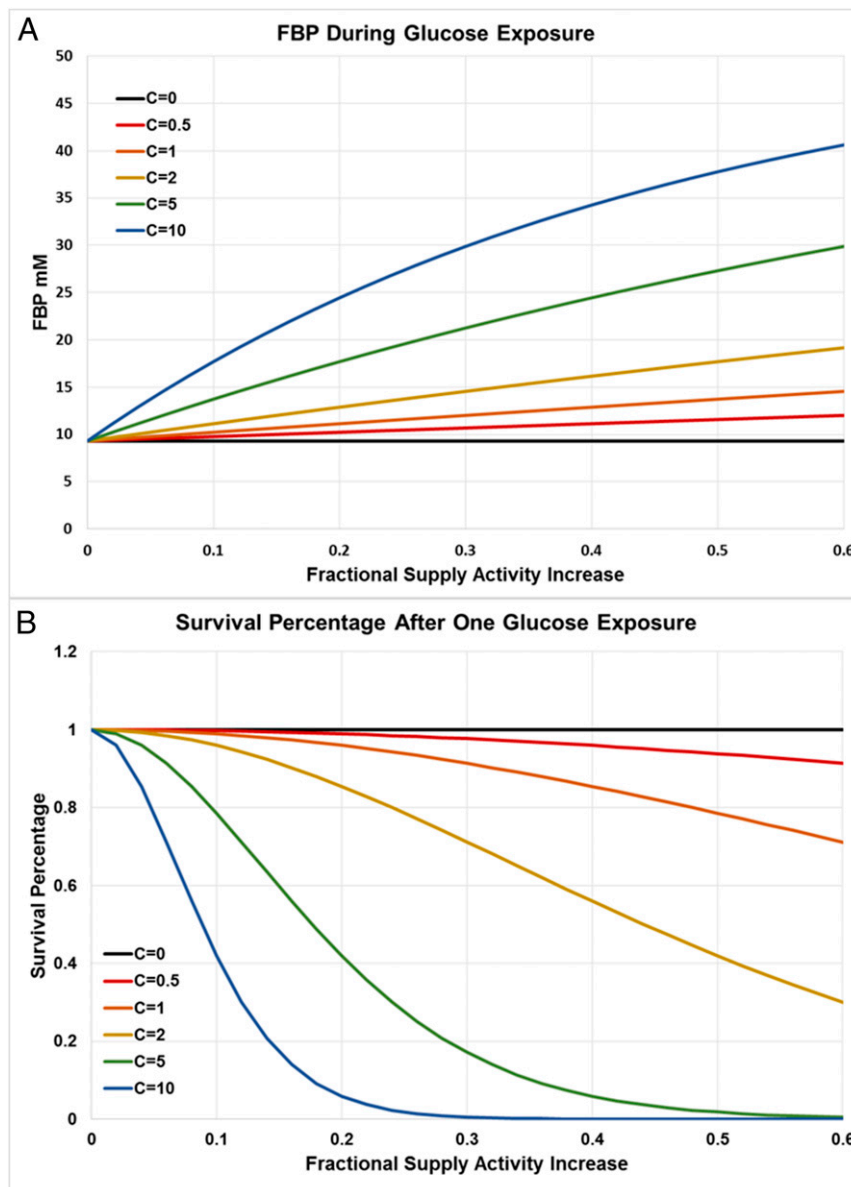 A
FBP During Glucose Exposure
50
45
40
35
30
25
20
15
10
5
0
FBP mM
C=0
C=0.5
C=1
C=2
C=5
C=10
0 0.1 0.2 0.3 0.4 0.5 0.6
Fractional Supply Activity Increase
B
Survival Percentage After One Glucose Exposure
1.2
1
0.8
0.6
0.4
0.2
0
Survival Percentage
C=0
C=0.5
C=1
C=2
C=5
C=10
0 0.1 0.2 0.3 0.4 0.5 0.6
Fractional Supply Activity Increase